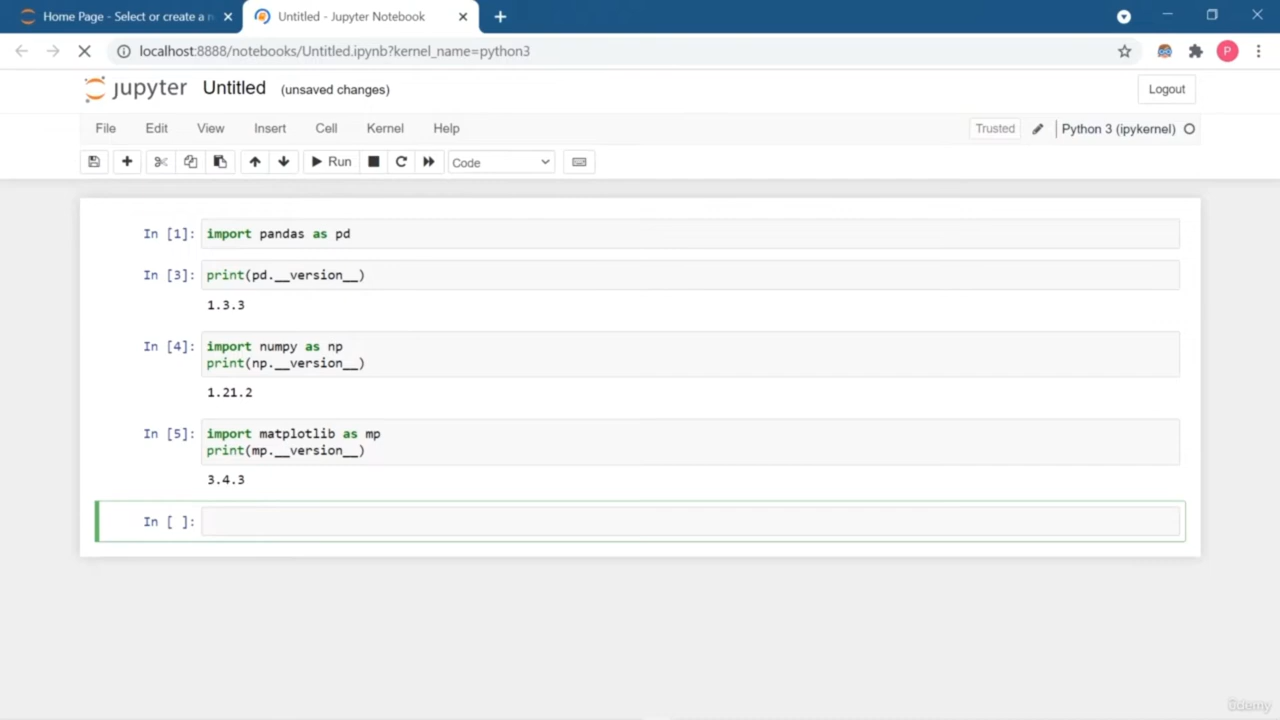 Home Page - Select or create a n
Untitled - Jupyter Notebook
localhost:8888/notebooks/Untitled.ipynb?kernel_name=python3
P
jupyter Untitled (unsaved changes)
Logout
File Edit View Insert Cell Kernel Help
Trusted
Python 3 (ipykernel)
Run
Code
In [1]: import pandas as pd
In [3]: print(pd.__version__)
1.3.3
In [4]: import numpy as np
print(np.__version__)
1.21.2
In [5]: import matplotlib as mp
print(mp.__version__)
3.4.3
In [ ]:
ûdemy